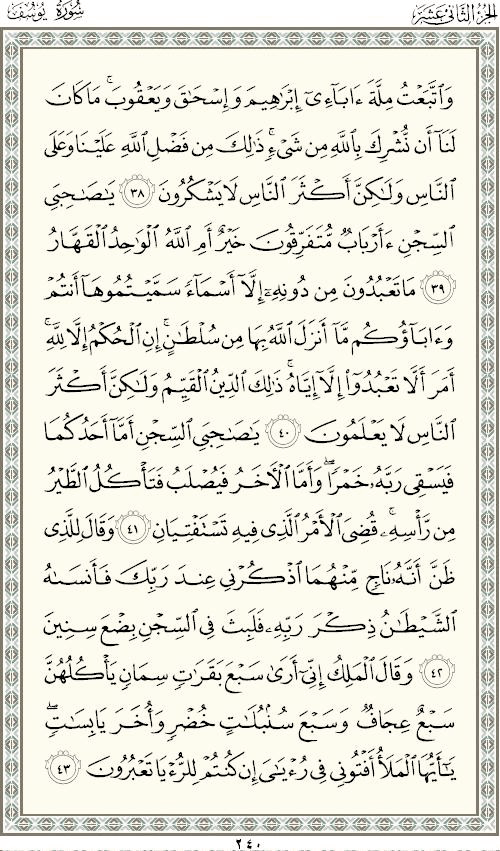 الجزء الثاني عشر
سورة يوسف
وَٱتَّبَعۡتُ مِلَّةَ ءَابَآءِيٓ إِبۡرَٰهِيمَ وَإِسۡحَٰقَ وَيَعۡقُوبَۚ مَا كَانَ
لَنَآ أَن نُّشۡرِكَ بِٱللَّهِ مِن شَيۡءٖۚ ذَٰلِكَ مِن فَضۡلِ ٱللَّهِ عَلَيۡنَا وَعَلَى
ٱلنَّاسِ وَلَٰكِنَّ أَكۡثَرَ ٱلنَّاسِ لَا يَشۡكُرُونَ ٣٨ يَٰصَٰحِبَيِ
ٱلسِّجۡنِ ءَأَرۡبَابٞ مُّتَفَرِّقُونَ خَيۡرٌ أَمِ ٱللَّهُ ٱلۡوَٰحِدُ ٱلۡقَهَّارُ
٣٩ مَا تَعۡبُدُونَ مِن دُونِهِۦٓ إِلَّآ أَسۡمَآءٗ سَمَّيۡتُمُوهَآ أَنتُمۡ
وَءَابَآؤُكُم مَّآ أَنزَلَ ٱللَّهُ بِهَا مِن سُلۡطَٰنٍۚ إِنِ ٱلۡحُكۡمُ إِلَّا لِلَّهِۚ
أَمَرَ أَلَّا تَعۡبُدُوٓاْ إِلَّآ إِيَّاهُۚ ذَٰلِكَ ٱلدِّينُ ٱلۡقَيِّمُ وَلَٰكِنَّ أَكۡثَرَ
ٱلنَّاسِ لَا يَعۡلَمُونَ ٤٠ يَٰصَٰحِبَيِ ٱلسِّجۡنِ أَمَّآ أَحَدُكُمَا
فَيَسۡقِي رَبَّهُۥ خَمۡرٗاۖ وَأَمَّا ٱلۡأٓخَرُ فَيُصۡلَبُ فَتَأۡكُلُ ٱلطَّيۡرُ
مِن رَّأۡسِهِۦۚ قُضِيَ ٱلۡأَمۡرُ ٱلَّذِي فِيهِ تَسۡتَفۡتِيَانِ ٤١ وَقَالَ لِلَّذِي
ظَنَّ أَنَّهُۥ نَاجٖ مِّنۡهُمَا ٱذۡكُرۡنِي عِندَ رَبِّكَ فَأَنسَىٰهُ
ٱلشَّيۡطَٰنُ ذِكۡرَ رَبِّهِۦ فَلَبِثَ فِي ٱلسِّجۡنِ بِضۡعَ سِنِينَ
٤٢ وَقَالَ ٱلۡمَلِكُ إِنِّيٓ أَرَىٰ سَبۡعَ بَقَرَٰتٖ سِمَانٖ يَأۡكُلُهُنَّ
سَبۡعٌ عِجَافٞ وَسَبۡعَ سُنۢبُلَٰتٍ خُضۡرٖ وَأُخَرَ يَابِسَٰتٖۖ
يَٰٓأَيُّهَا ٱلۡمَلَأُ أَفۡتُونِي فِي رُءۡيَٰيَ إِن كُنتُمۡ لِلرُّءۡيَا تَعۡبُرُونَ ٤٣
٢٤٠